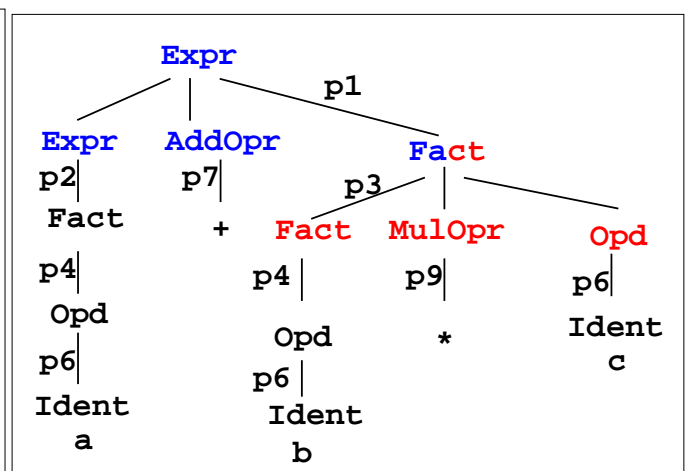 Expr
p1
Expr AddOpr Fact
p2 p7 p3
Fact + Fact MulOpr Opd
p4 p4 p9 p6
Opd Opd * Ident
p6 p6 c
Ident Ident
a b